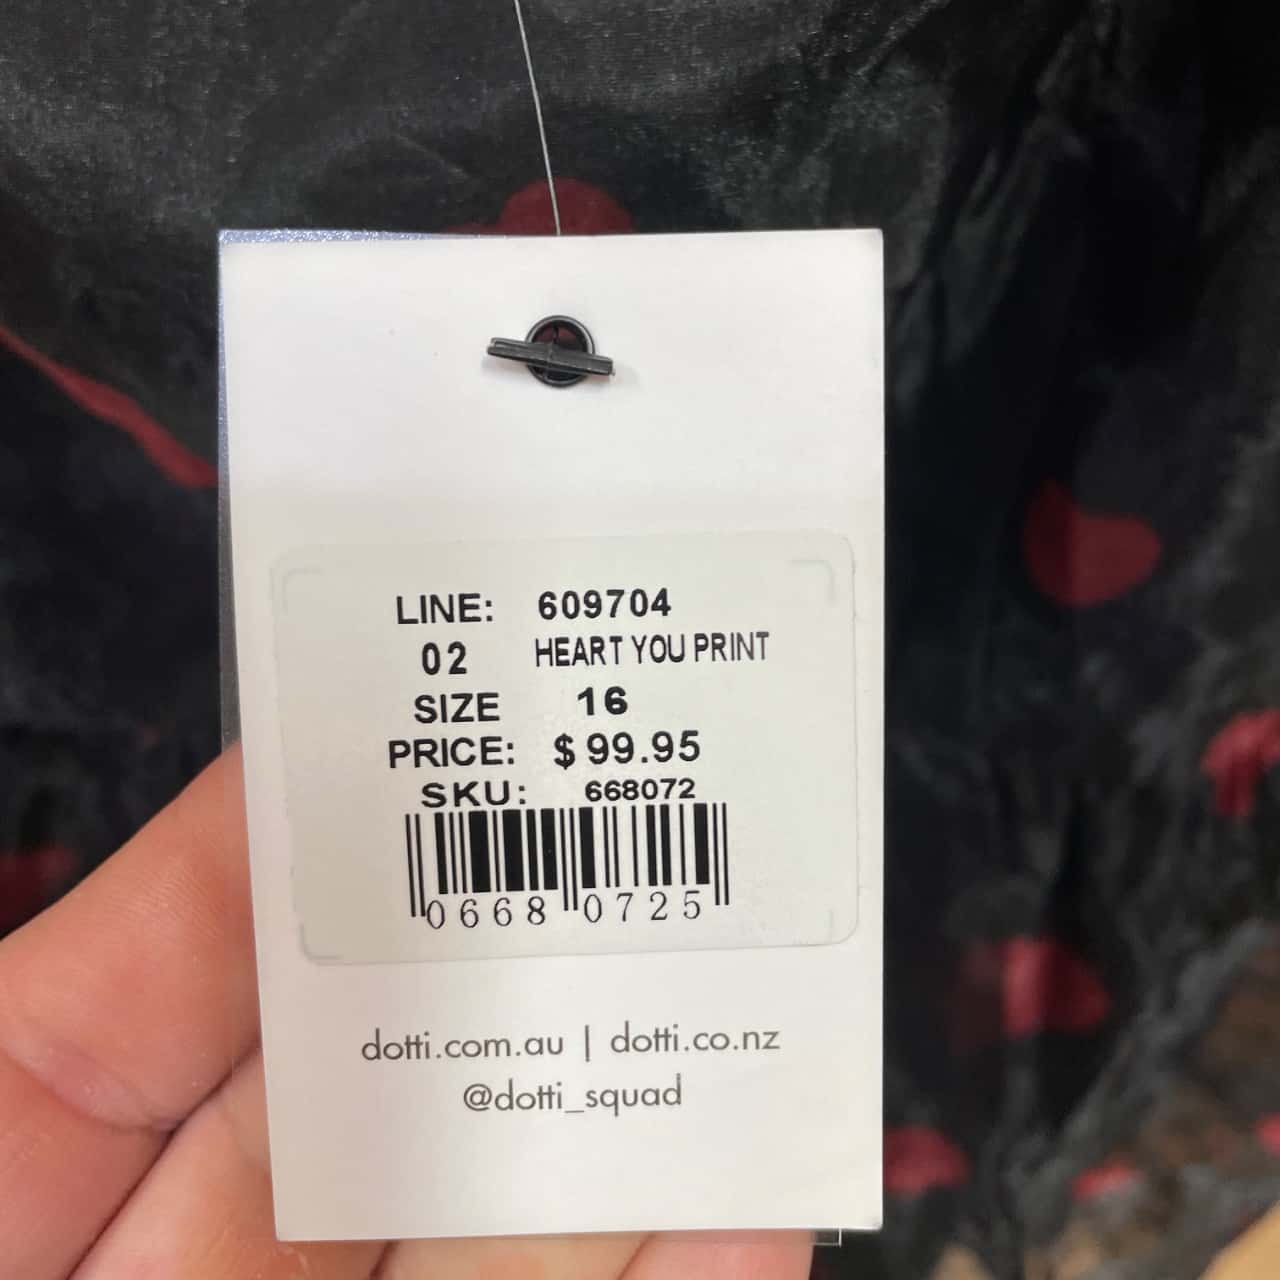 LINE: 609704
02 HEART YOU PRINT
SIZE 16
PRICE: $99.95
SKU: 668072
0668 0725
dotti.com.au | dotti.co.nz
@dotti_squad